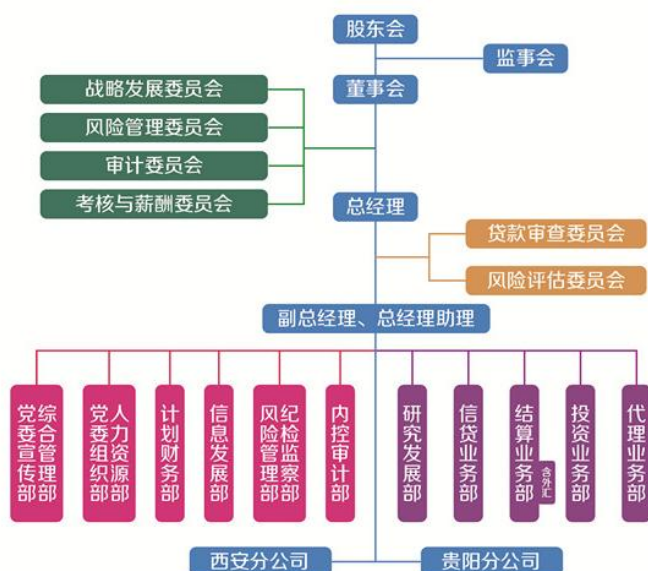 股东会
监事会
董事会
战略发展委员会
风险管理委员会
审计委员会
考核与薪酬委员会
总经理
贷款审查委员会
风险评估委员会
副总经理、总经理助理
综合管理部
党委宣传部
人力资源部
党委组织部
计划财务部
信息发展部
纪检监察部
风险管理部
内控审计部
研究发展部
信贷业务部
结算业务部
含外汇
投资业务部
代理业务部
西安分公司
贵阳分公司